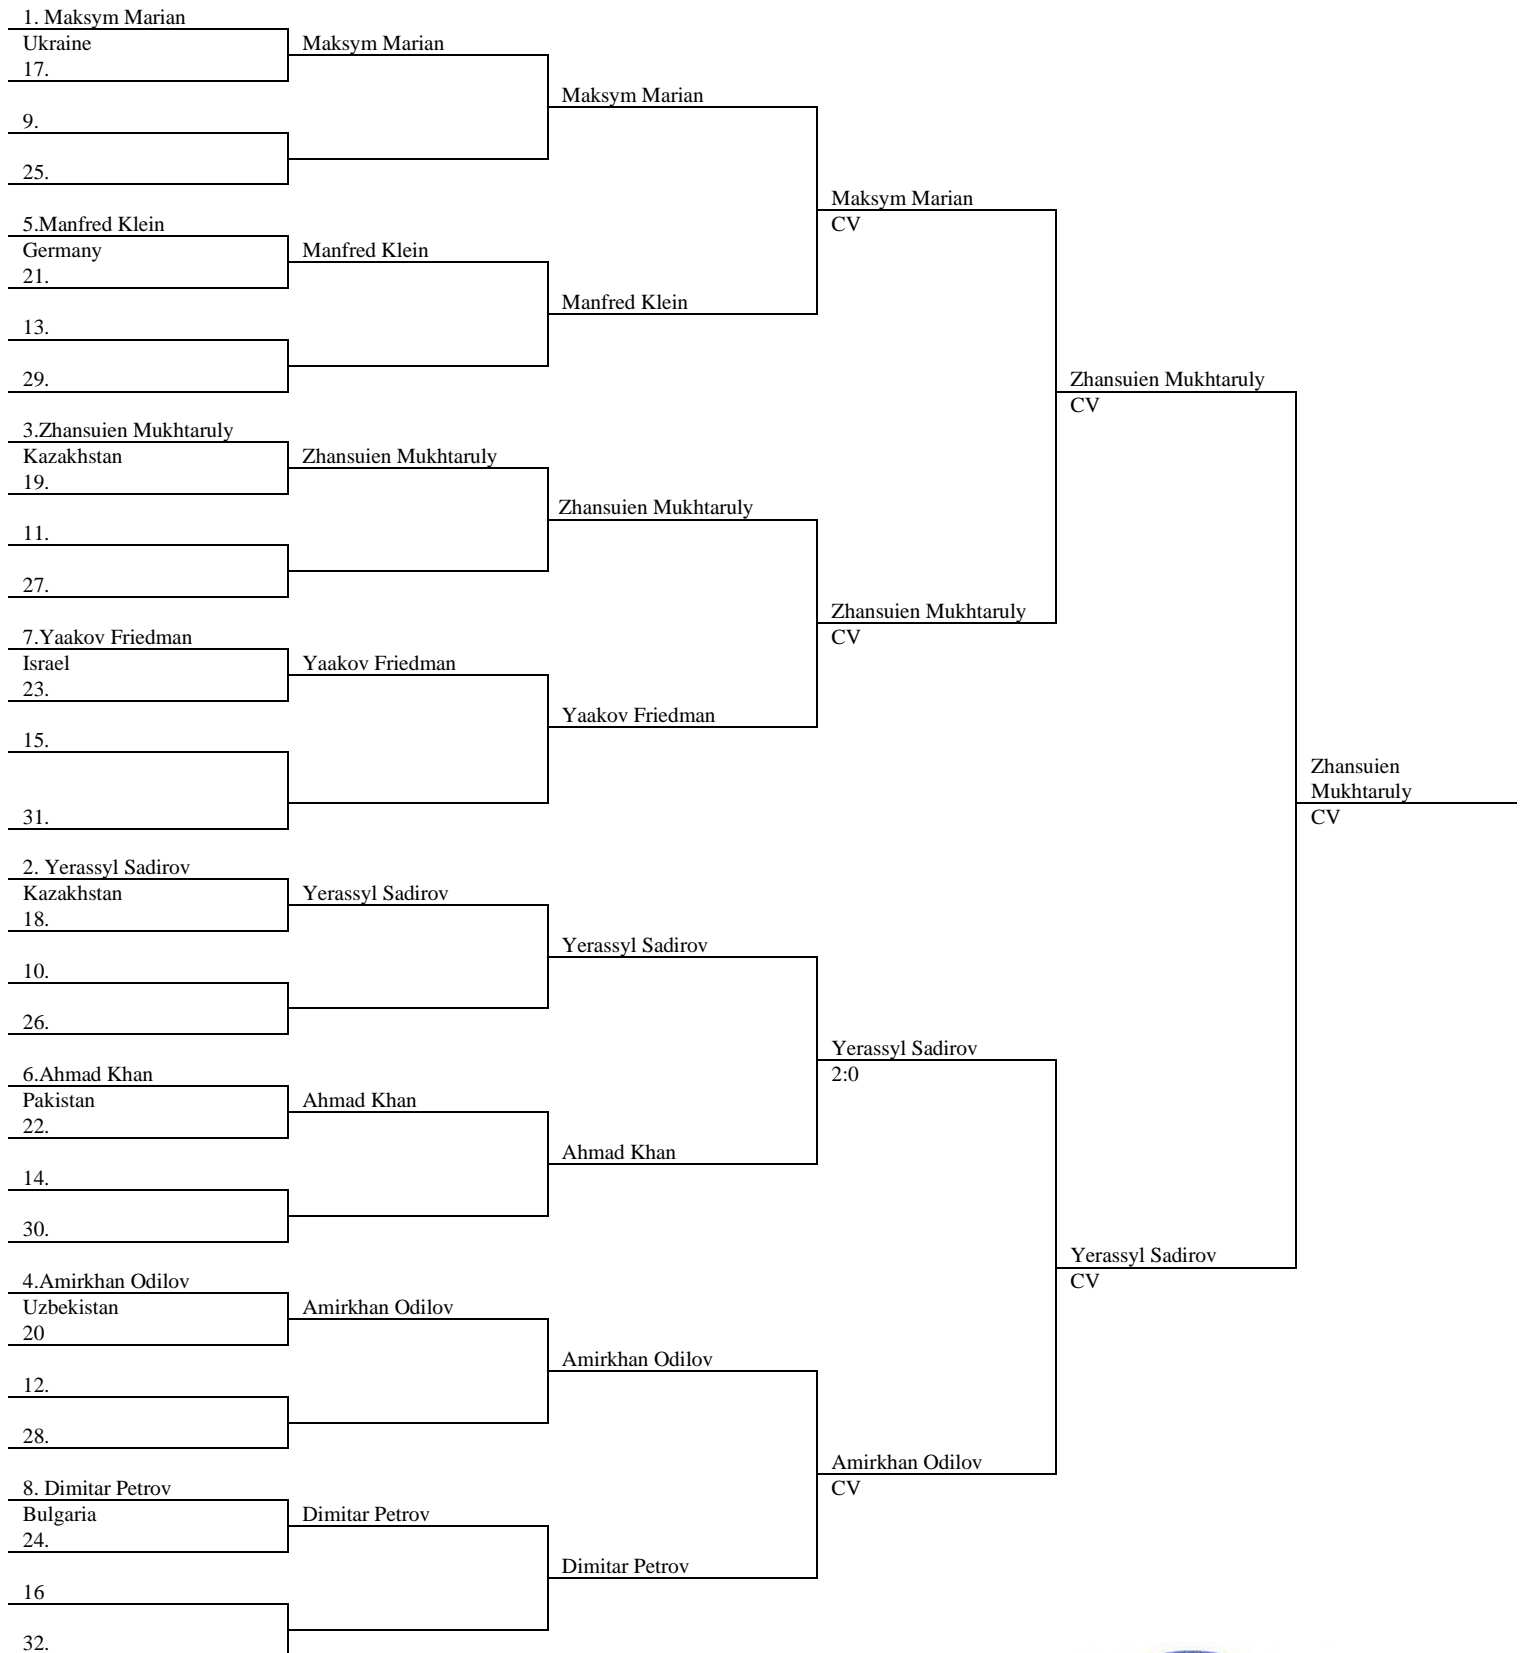 1. Maksym Marian
Ukraine
17.
9.
25.
5.Manfred Klein
Germany
21.
13.
29.
3.Zhansuien Mukhtaruly
Kazakhstan
19.
11.
27.
7.Yaakov Friedman
Israel
23.
15.
31.
2. Yerassyl Sadirov
Kazakhstan
18.
10.
26.
6.Ahmad Khan
Pakistan
22.
14.
30.
4.Amirkhan Odilov
Uzbekistan
20
12.
28.
8. Dimitar Petrov
Bulgaria
24.
16
32.
Maksym Marian
Manfred Klein
Zhansuien Mukhtaruly
Yaakov Friedman
Yerassyl Sadirov
Ahmad Khan
Amirkhan Odilov
Dimitar Petrov
Maksym Marian
Manfred Klein
Zhansuien Mukhtaruly
Yaakov Friedman
Yerassyl Sadirov
Ahmad Khan
Amirkhan Odilov
Dimitar Petrov
Maksym Marian
CV
Zhansuien Mukhtaruly
CV
Yerassyl Sadirov
2:0
Amirkhan Odilov
CV
Zhansuien Mukhtaruly
CV
Yerassyl Sadirov
CV
Zhansuien
Mukhtaruly
CV